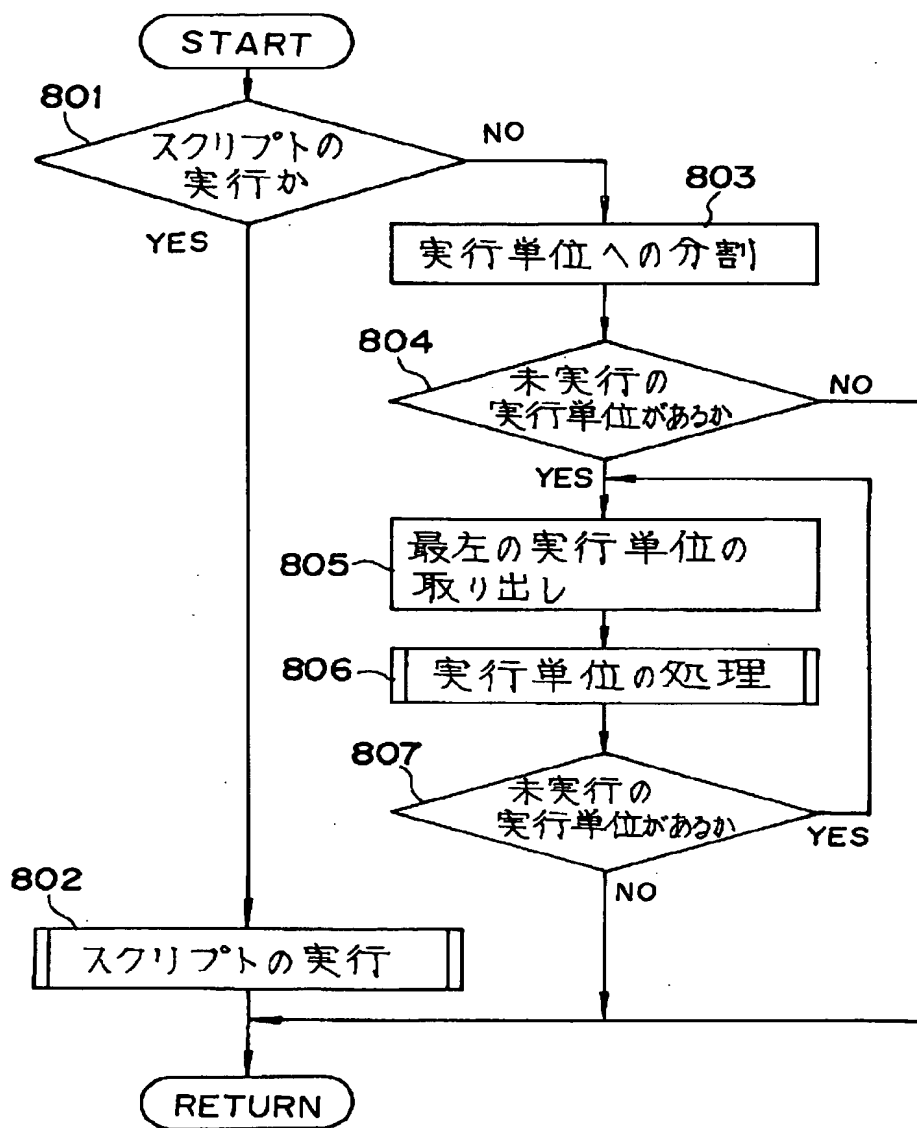 START
801
スクリプトの
実行か
NO
YES
803
実行単位への分割
804
未実行の
実行単位があるか
NO
YES
805
最左の実行単位の
取り出し
806
実行単位の処理
807
未実行の
実行単位があるか
YES
NO
802
スクリプトの実行
RETURN